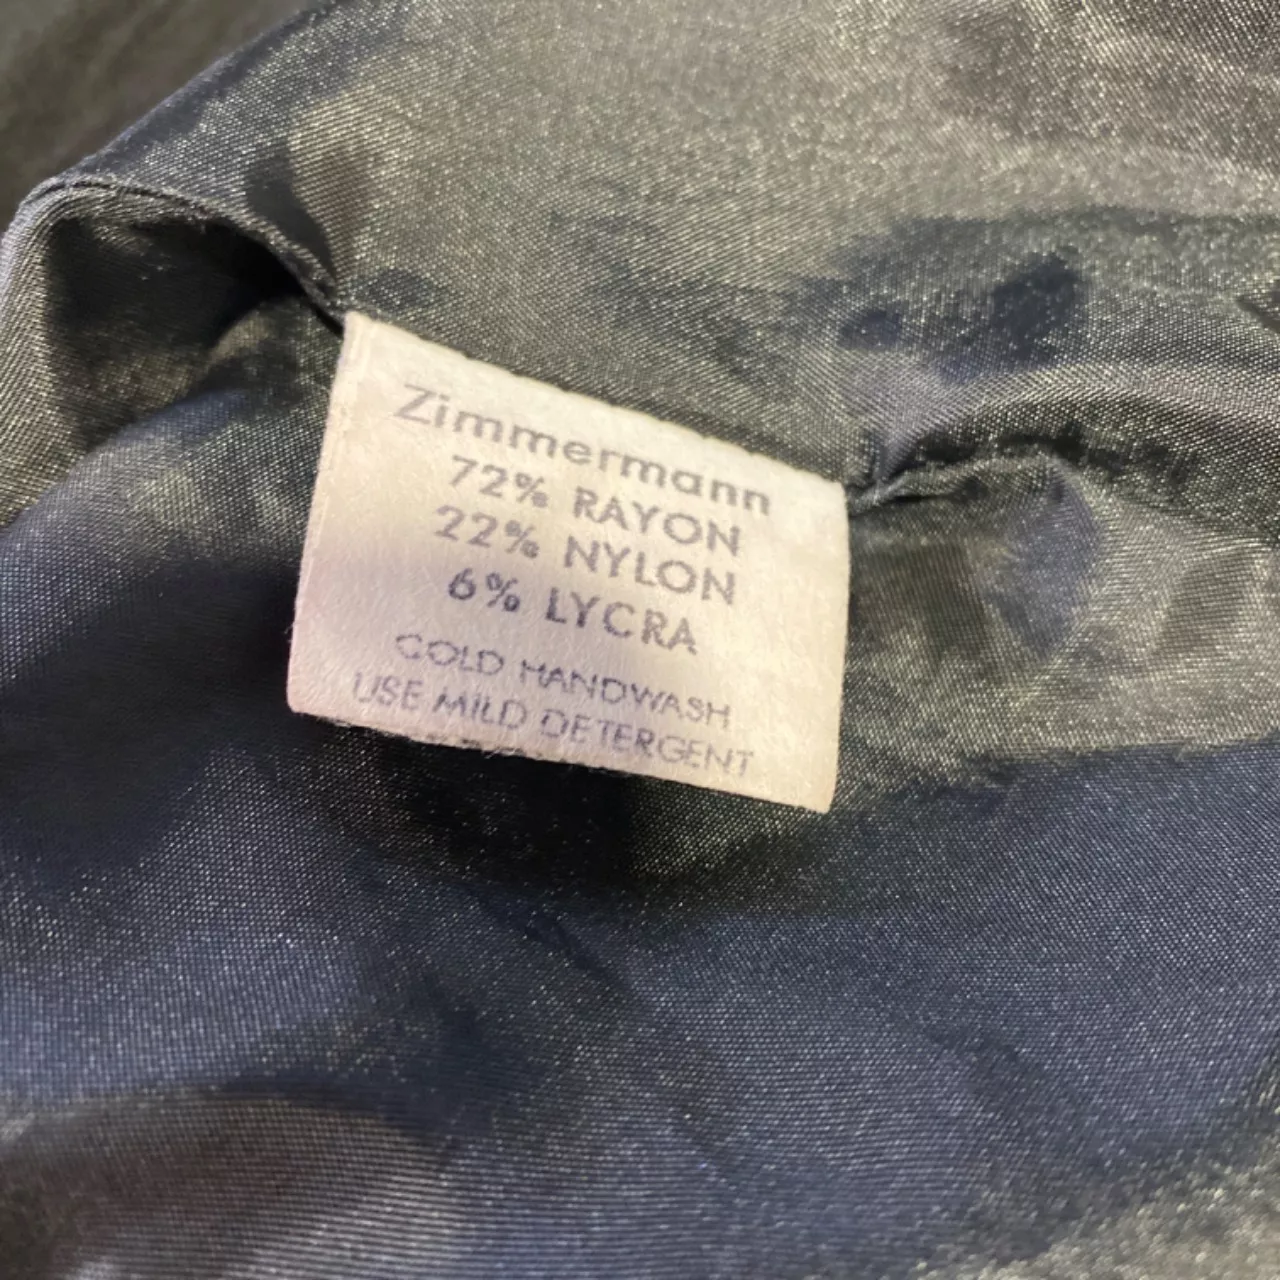 Zimmermann
72% RAYON
22% NYLON
6% LYCRA
COLD HANDWASH
USE MILD DETERGENT